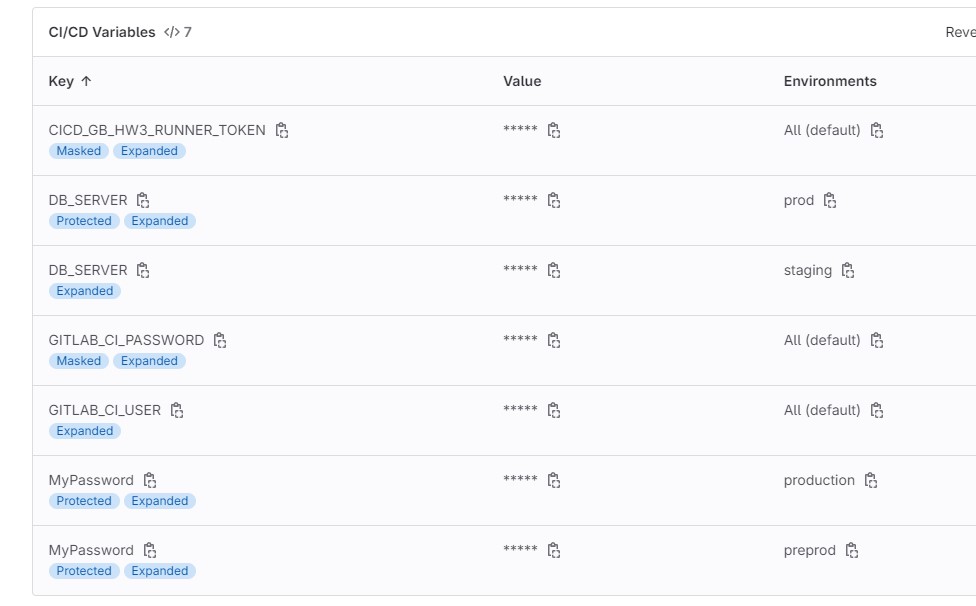 CI/CD Variables </> 7 Reve
Key ↑ Value Environments
CICD_GB_HW3_RUNNER_TOKEN ***** All (default)
Masked Expanded
DB_SERVER ***** prod
Protected Expanded
DB_SERVER ***** staging
Expanded
GITLAB_CI_PASSWORD ***** All (default)
Masked Expanded
GITLAB_CI_USER ***** All (default)
Expanded
MyPassword ***** production
Protected Expanded
MyPassword ***** preprod
Protected Expanded